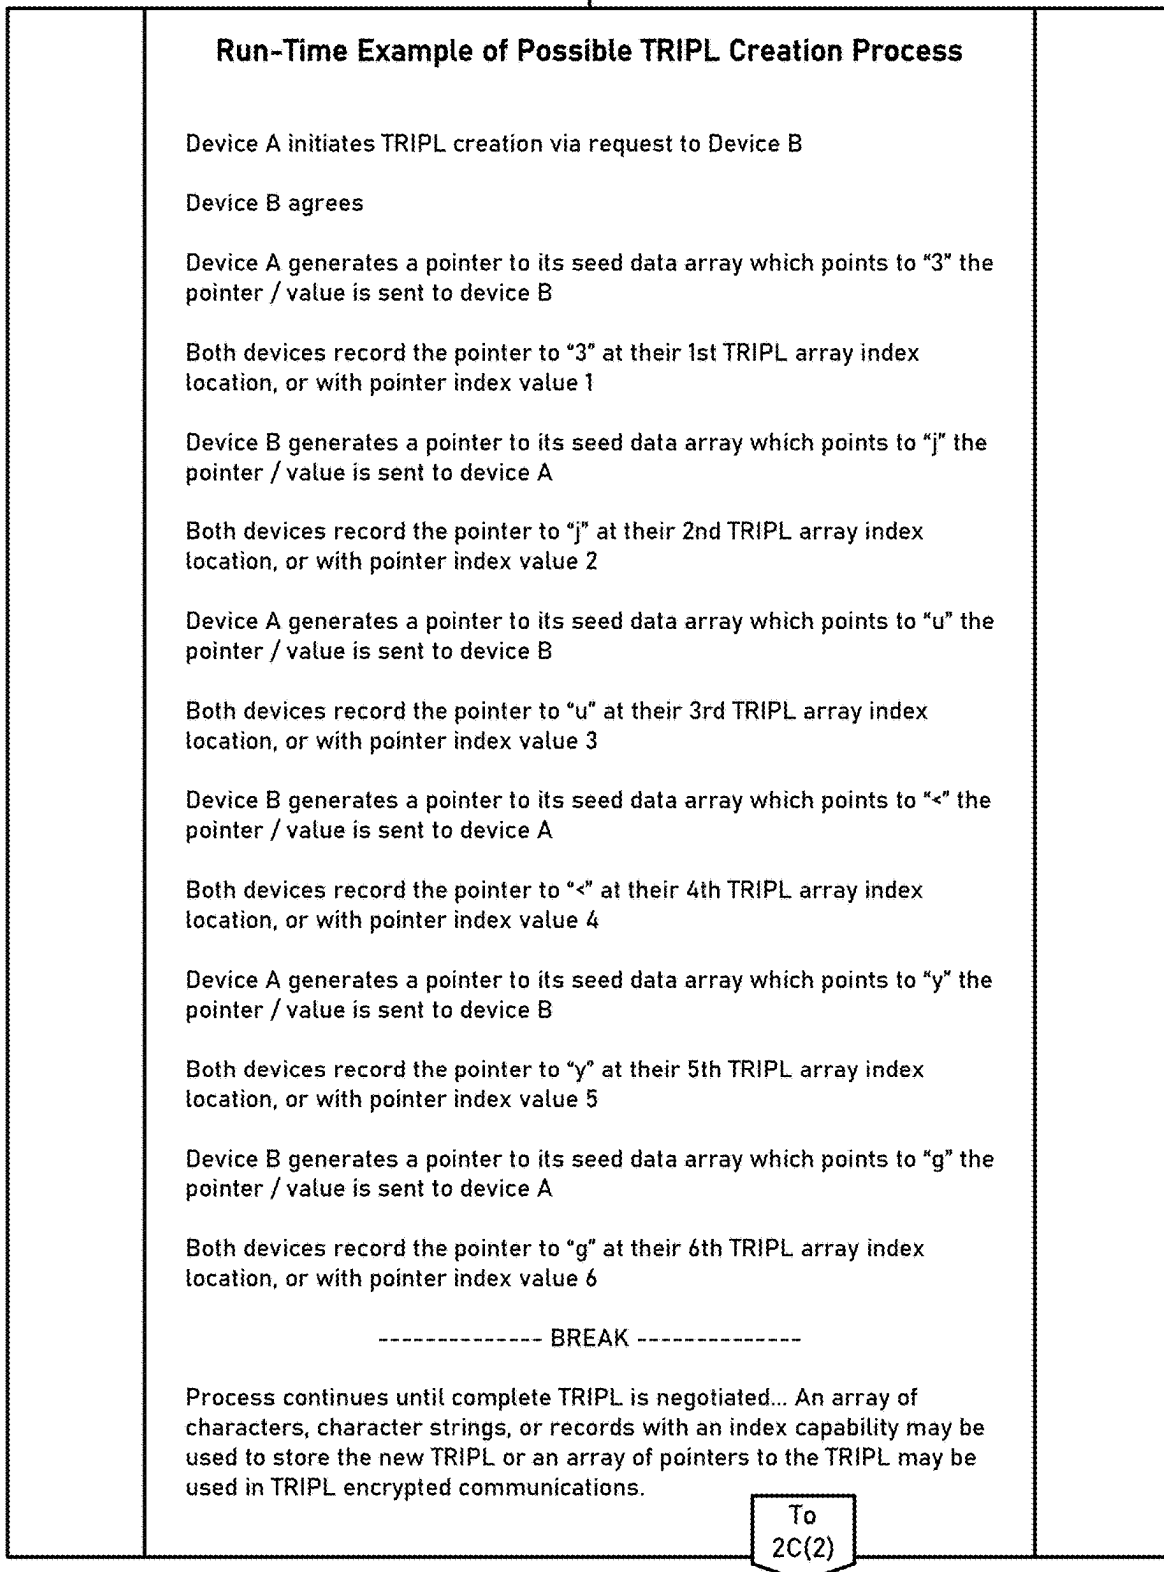 Run-Time Example of Possible TRIPL Creation Process
Device A initiates TRIPL creation via request to Device B
Device B agrees
Device A generates a pointer to its seed data array which points to "3" the
pointer / value is sent to device B
Both devices record the pointer to "3" at their 1st TRIPL array index
location, or with pointer index value 1
Device B generates a pointer to its seed data array which points to "j" the
pointer / value is sent to device A
Both devices record the pointer to "j" at their 2nd TRIPL array index
location, or with pointer index value 2
Device A generates a pointer to its seed data array which points to "u" the
pointer / value is sent to device B
Both devices record the pointer to "u" at their 3rd TRIPL array index
location, or with pointer index value 3
Device B generates a pointer to its seed data array which points to "<" the
pointer / value is sent to device A
Both devices record the pointer to "<" at their 4th TRIPL array index
location, or with pointer index value 4
Device A generates a pointer to its seed data array which points to "y" the
pointer / value is sent to device B
Both devices record the pointer to "y" at their 5th TRIPL array index
location, or with pointer index value 5
Device B generates a pointer to its seed data array which points to "g" the
pointer / value is sent to device A
Both devices record the pointer to "g" at their 6th TRIPL array index
location, or with pointer index value 6
-------------- BREAK --------------
Process continues until complete TRIPL is negotiated... An array of
characters, character strings, or records with an index capability may be
used to store the new TRIPL or an array of pointers to the TRIPL may be
used in TRIPL encrypted communications.
To
2C(2)